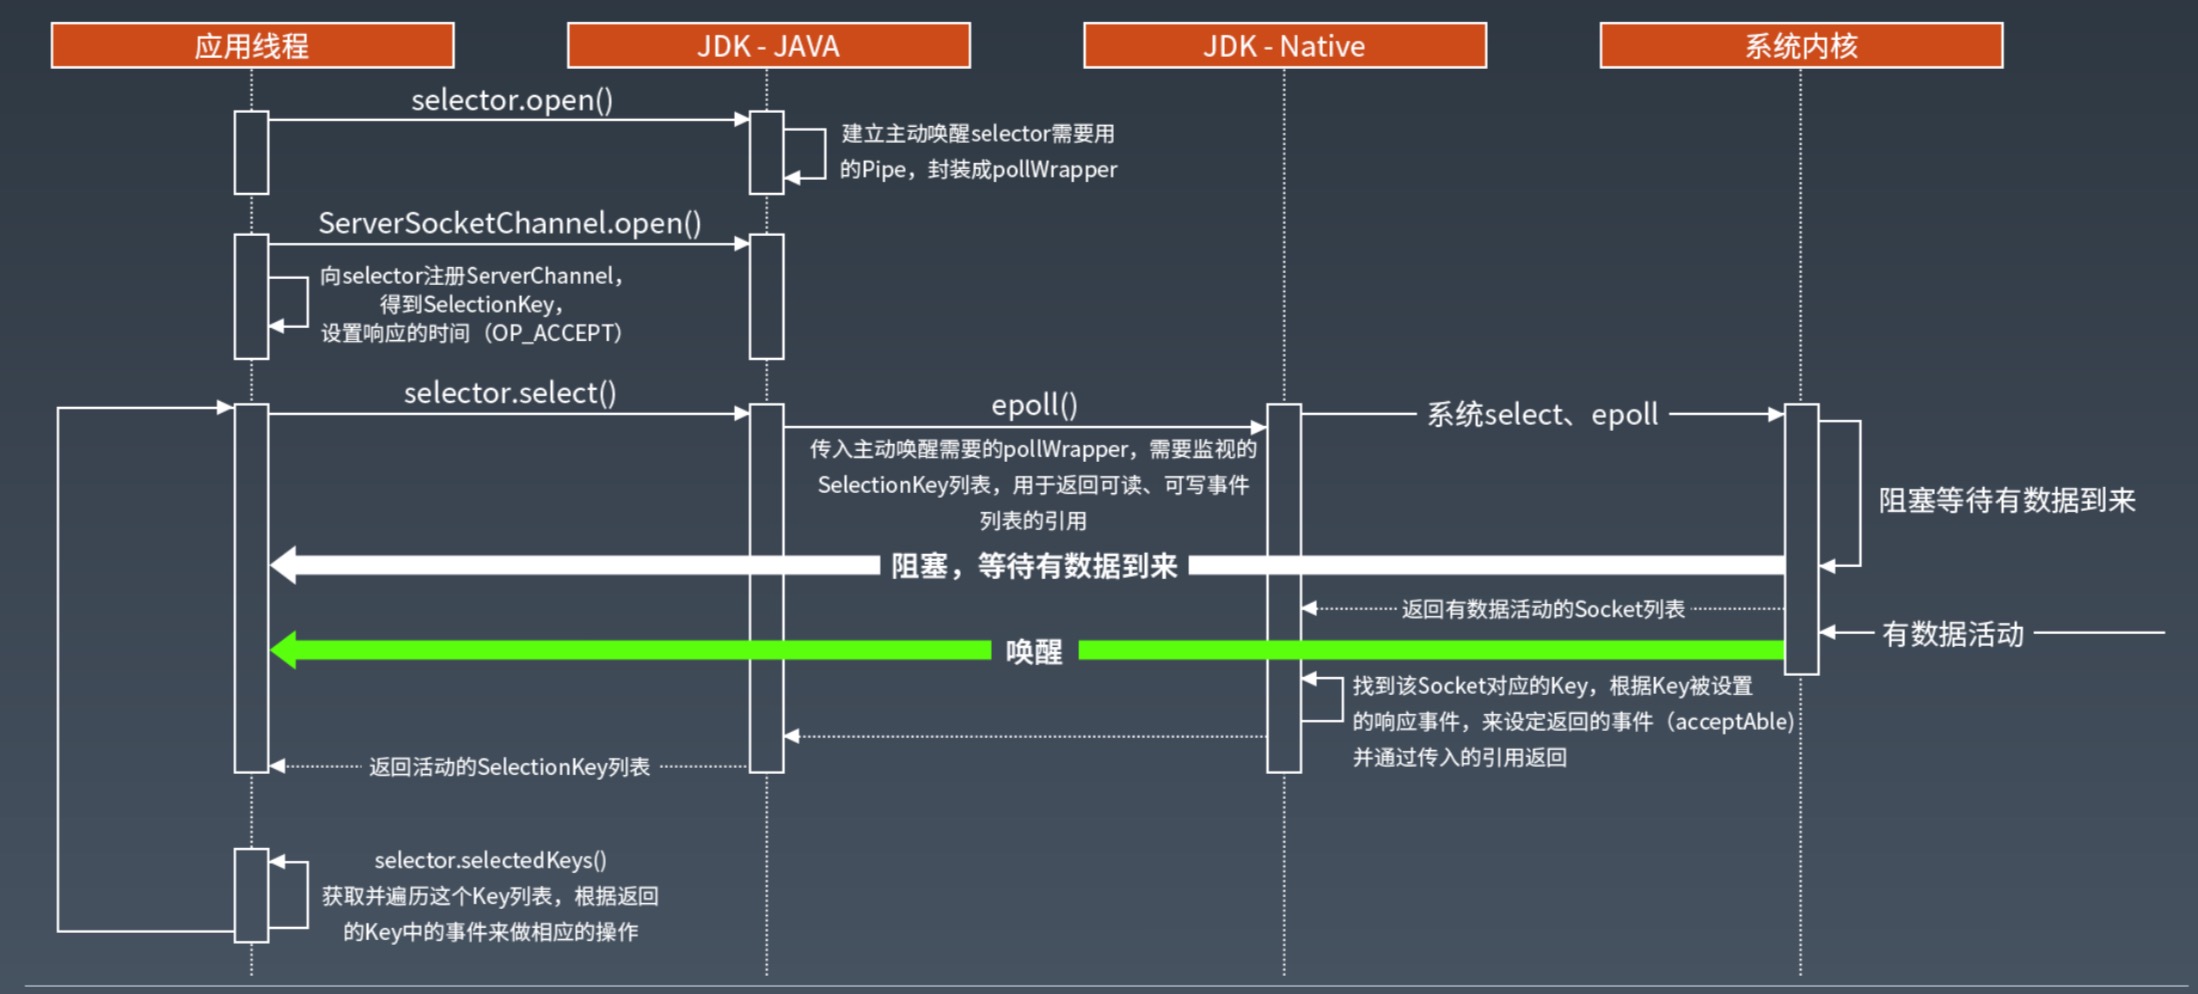 应用线程
JDK - JAVA
JDK - Native
系统内核
selector.open()
建立主动唤醒selector需要用
的Pipe，封装成pollWrapper
ServerSocketChannel.open()
向selector注册ServerChannel，
得到SelectionKey，
设置响应的时间（OP_ACCEPT）
selector.select()
epoll()
系统select、epoll
传入主动唤醒需要的pollWrapper，需要监视的
SelectionKey列表，用于返回可读、可写事件
列表的引用
阻塞等待有数据到来
阻塞，等待有数据到来
返回有数据活动的Socket列表
有数据活动
唤醒
找到该Socket对应的Key，根据Key被设置
的响应事件，来设定返回的事件（acceptAble)
并通过传入的引用返回
返回活动的SelectionKey列表
selector.selectedKeys()
获取并遍历这个Key列表，根据返回
的Key中的事件来做相应的操作